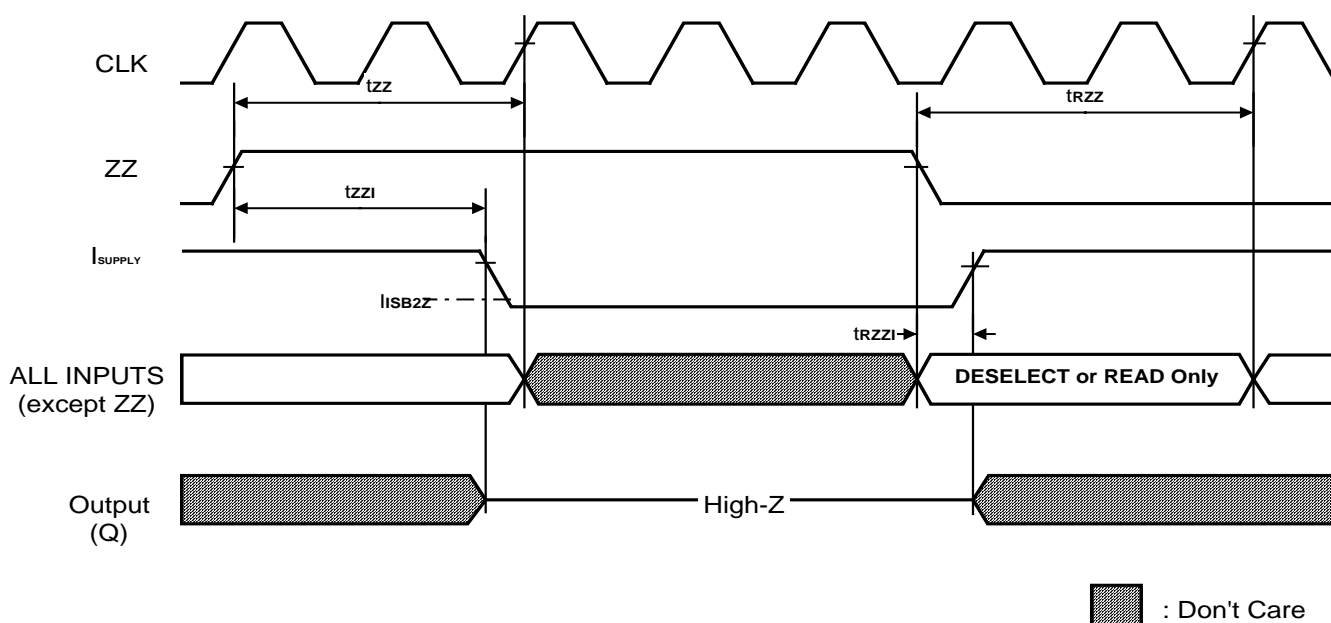 CLK
tZZ
tRZZ
ZZ
tZZI
ISUPPLY
IISB2Z
tRZZI
ALL INPUTS
(except ZZ)
DESELECT or READ Only
Output
(Q)
High-Z
: Don't Care